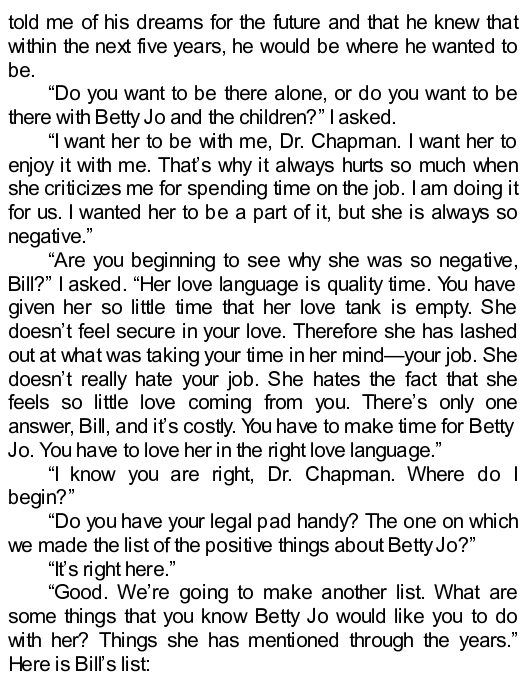 told me of his dreams for the future and that he knew that
within the next five years, he would be where he wanted to
be.
“Do you want to be there alone, or do you want to be
there with Betty Jo and the children?” I asked.
“I want her to be with me, Dr. Chapman. I want her to
enjoy it with me. That’s why it always hurts so much when
she criticizes me for spending time on the job. I am doing it
for us. I wanted her to be a part of it, but she is always so
negative.”
“Are you beginning to see why she was so negative,
Bill?” I asked. “Her love language is quality time. You have
given her so little time that her love tank is empty. She
doesn’t feel secure in your love. Therefore she has lashed
out at what was taking your time in her mind—your job. She
doesn’t really hate your job. She hates the fact that she
feels so little love coming from you. There’s only one
answer, Bill, and it’s costly. You have to make time for Betty
Jo. You have to love her in the right love language.”
“I know you are right, Dr. Chapman. Where do I
begin?”
“Do you have your legal pad handy? The one on which
we made the list of the positive things about Betty Jo?”
“It’s right here.”
“Good. We’re going to make another list. What are
some things that you know Betty Jo would like you to do
with her? Things she has mentioned through the years.”
Here is Bill’s list: